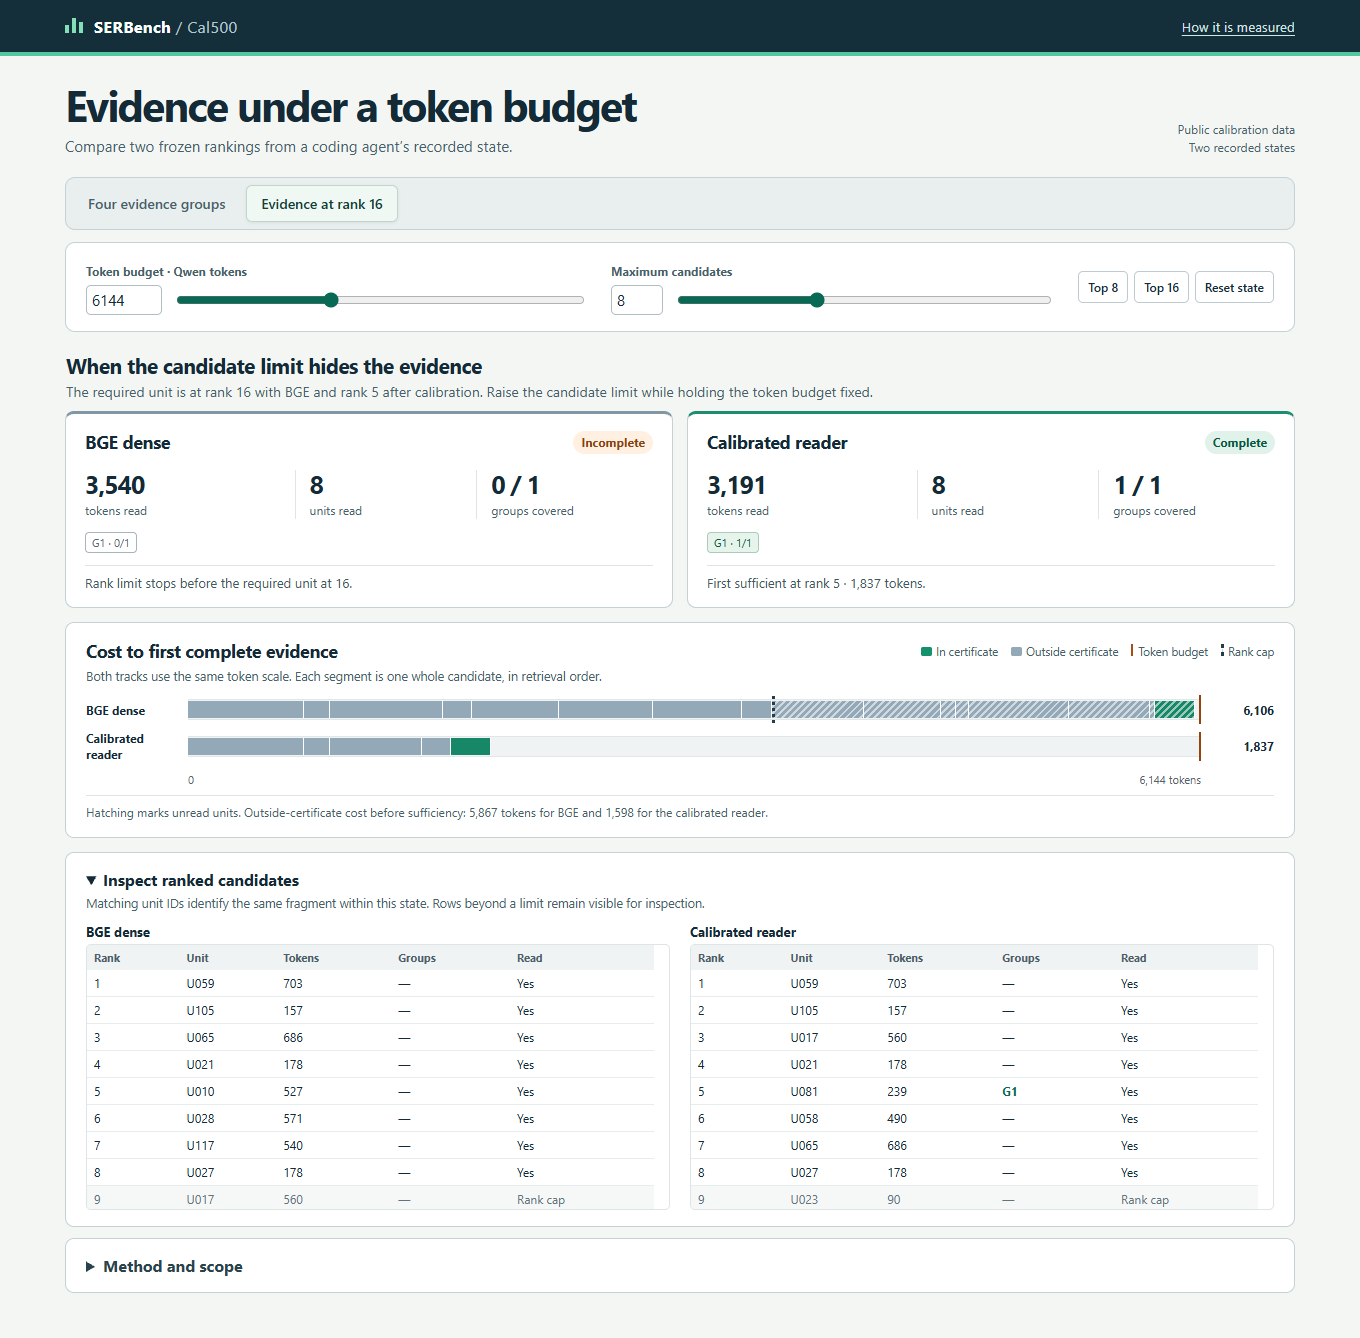 SERBench / Cal500
How it is measured
Evidence under a token budget
Compare two frozen rankings from a coding agent’s recorded state.
Public calibration data
Two recorded states
Four evidence groups
Evidence at rank 16
Token budget · Qwen tokens
6144
Maximum candidates
8
Top 8
Top 16
Reset state
When the candidate limit hides the evidence
The required unit is at rank 16 with BGE and rank 5 after calibration. Raise the candidate limit while holding the token budget fixed.
BGE dense
Incomplete
3,540
tokens read
8
units read
0 / 1
groups covered
G1 · 0/1
Rank limit stops before the required unit at 16.
Calibrated reader
Complete
3,191
tokens read
8
units read
1 / 1
groups covered
G1 · 1/1
First sufficient at rank 5 · 1,837 tokens.
Cost to first complete evidence
In certificate
Outside certificate
Token budget
Rank cap
Both tracks use the same token scale. Each segment is one whole candidate, in retrieval order.
BGE dense
6,106
Calibrated
reader
1,837
0
6,144 tokens
Hatching marks unread units. Outside-certificate cost before sufficiency: 5,867 tokens for BGE and 1,598 for the calibrated reader.
Inspect ranked candidates
Matching unit IDs identify the same fragment within this state. Rows beyond a limit remain visible for inspection.
BGE dense
Rank Unit Tokens Groups Read
1 U059 703 — Yes
2 U105 157 — Yes
3 U065 686 — Yes
4 U021 178 — Yes
5 U010 527 — Yes
6 U028 571 — Yes
7 U117 540 — Yes
8 U027 178 — Yes
9 U017 560 — Rank cap
Calibrated reader
Rank Unit Tokens Groups Read
1 U059 703 — Yes
2 U105 157 — Yes
3 U017 560 — Yes
4 U021 178 — Yes
5 U081 239 G1 Yes
6 U058 490 — Yes
7 U065 686 — Yes
8 U027 178 — Yes
9 U023 90 — Rank cap
Method and scope